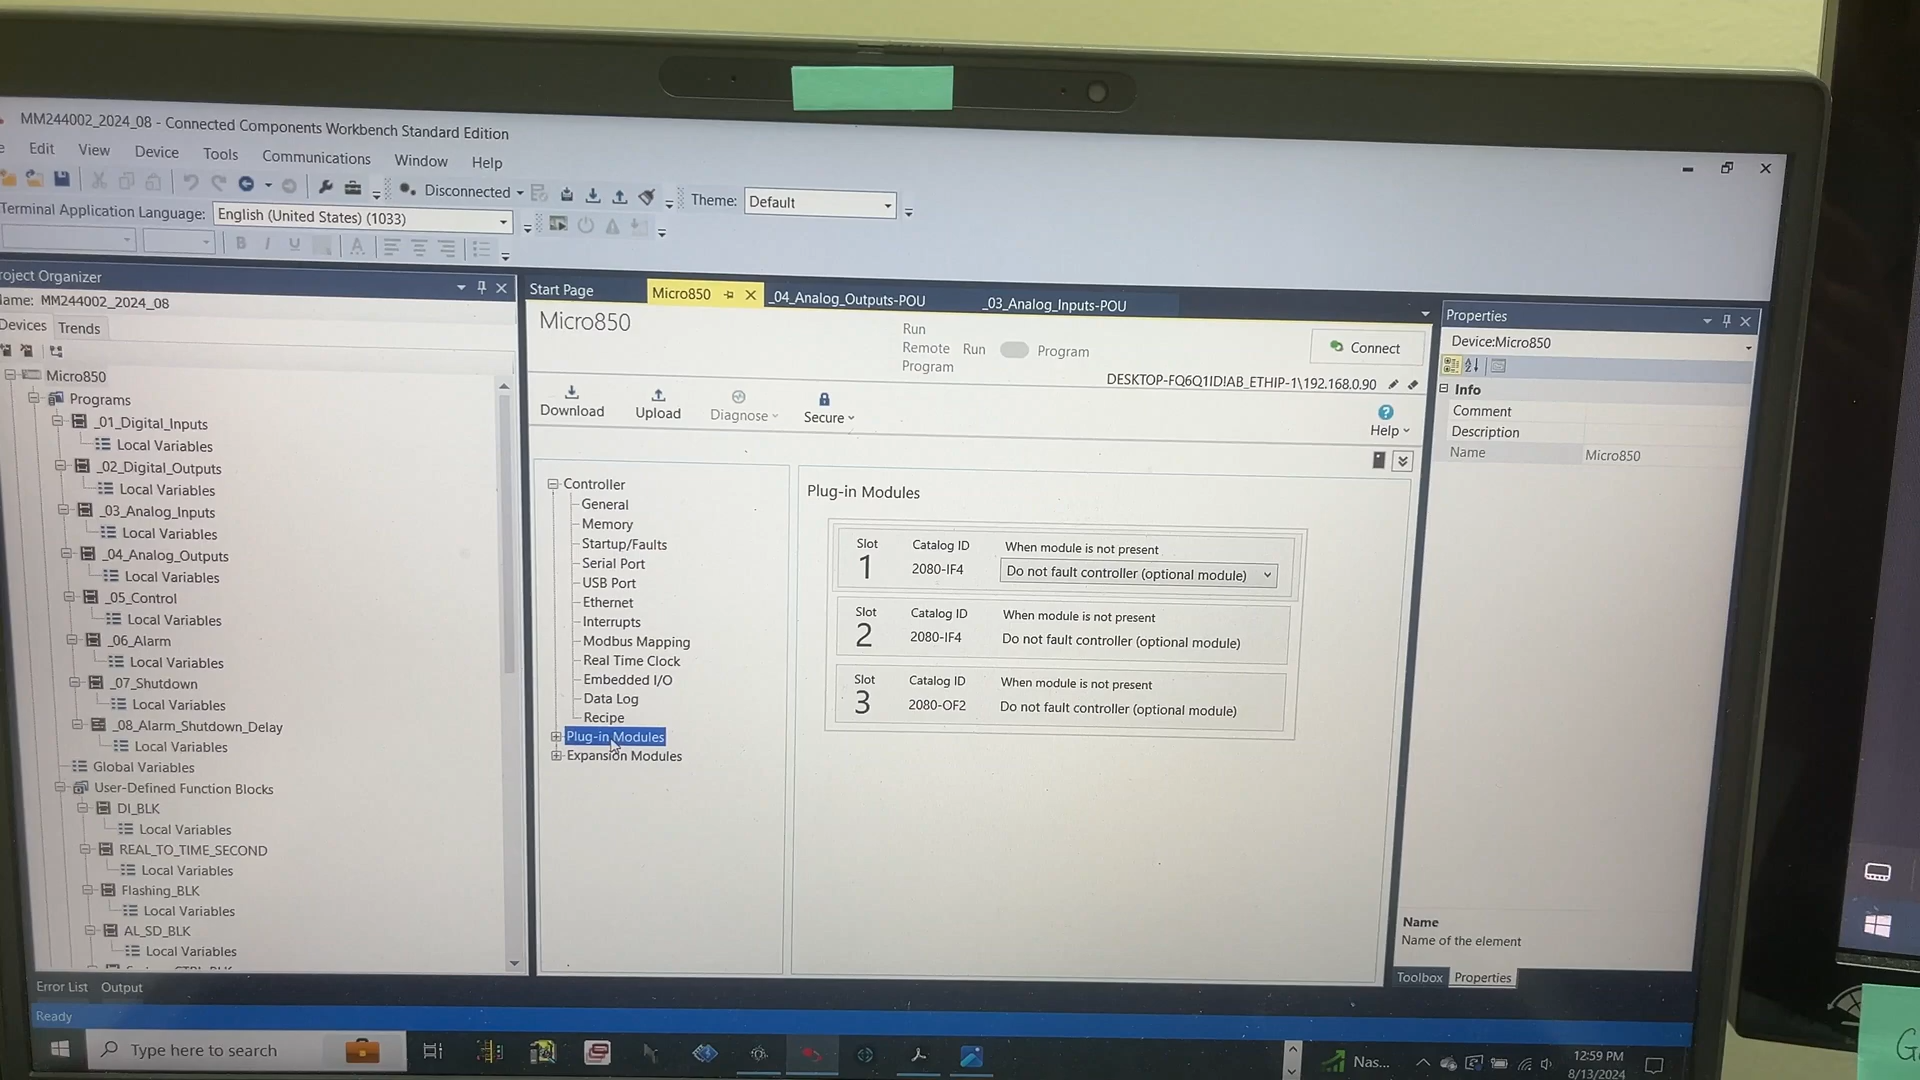 MM244002_2024_08 - Connected Components Workbench Standard Edition
Edit View Device Tools Communications Window Help
Disconnected Theme: Default
Terminal Application Language: English (United States) (1033)
B I U A
roject Organizer
ame: MM244002_2024_08
Devices Trends
Micro850
Programs
_01_Digital_Inputs
Local Variables
_02_Digital_Outputs
Local Variables
_03_Analog_Inputs
Local Variables
_04_Analog_Outputs
Local Variables
_05_Control
Local Variables
_06_Alarm
Local Variables
_07_Shutdown
Local Variables
_08_Alarm_Shutdown_Delay
Local Variables
Global Variables
User-Defined Function Blocks
DI_BLK
Local Variables
REAL_TO_TIME_SECOND
Local Variables
Flashing_BLK
Local Variables
AL_SD_BLK
Local Variables
Start Page Micro850 _04_Analog_Outputs-POU _03_Analog_Inputs-POU
Micro850
Run
Remote Run Program
Program
Connect
DESKTOP-FQ6Q1ID!AB_ETHIP-1\192.168.0.90
Download Upload Diagnose Secure
Help
Controller
General
Memory
Startup/Faults
Serial Port
USB Port
Ethernet
Interrupts
Modbus Mapping
Real Time Clock
Embedded I/O
Data Log
Recipe
Plug-in Modules
Expansion Modules
Plug-in Modules
Slot Catalog ID When module is not present
1 2080-IF4 Do not fault controller (optional module)
Slot Catalog ID When module is not present
2 2080-IF4 Do not fault controller (optional module)
Slot Catalog ID When module is not present
3 2080-OF2 Do not fault controller (optional module)
Properties
Device:Micro850
Info
Comment
Description
Name Micro850
Name
Name of the element
Toolbox Properties
Error List Output
Ready
Type here to search
Nas...
12:59 PM
8/13/2024